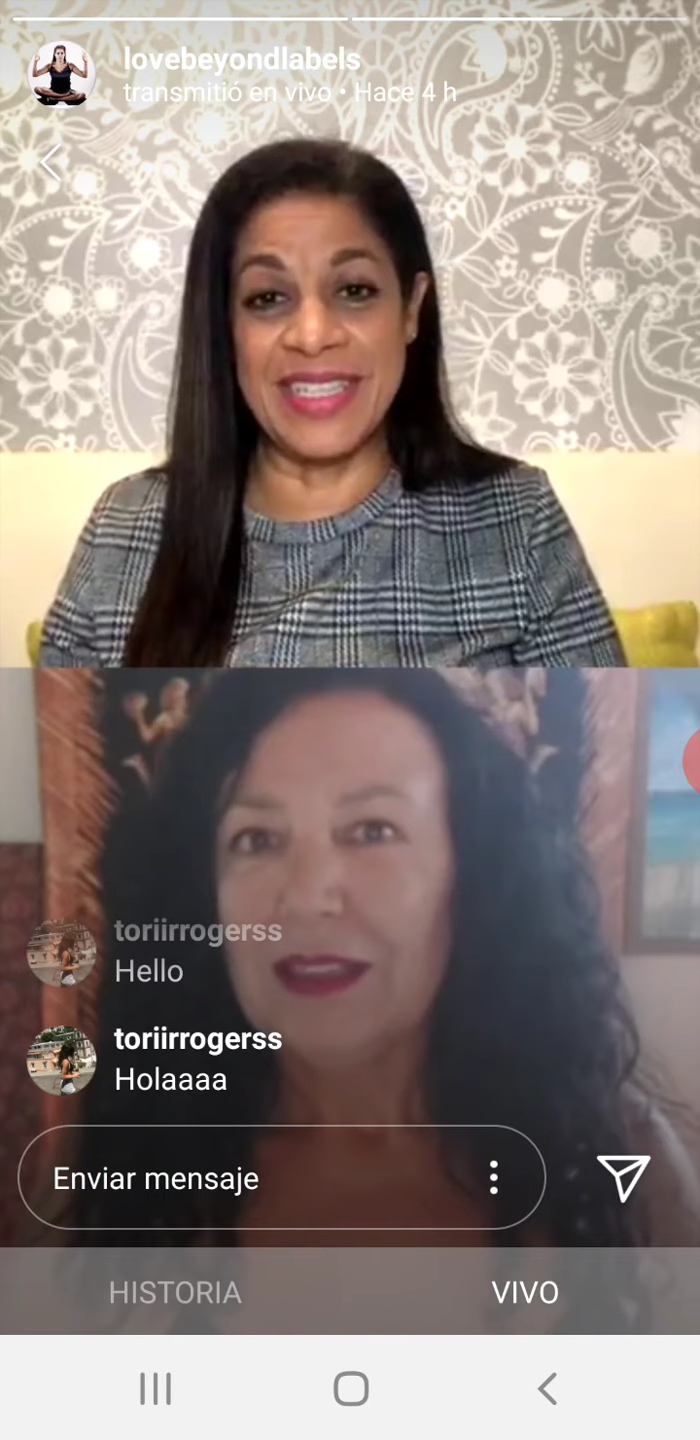 lovebeyondlabels
transmitió en vivo • Hace 4 h
toriirrogerss
Hello
toriirrogerss
Holaaaa
Enviar mensaje
HISTORIA
VIVO